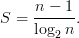 S = \frac{n-1}{\log_2 n}.